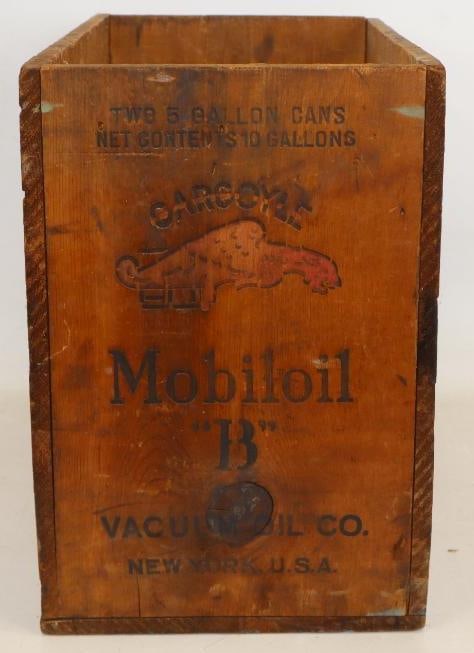 TWO 5-GALLON CANS
NET CONTENTS 10 GALLONS
GARGOYLE
Mobiloil
"B"
VACUUM OIL CO.
NEW YORK, U.S.A.